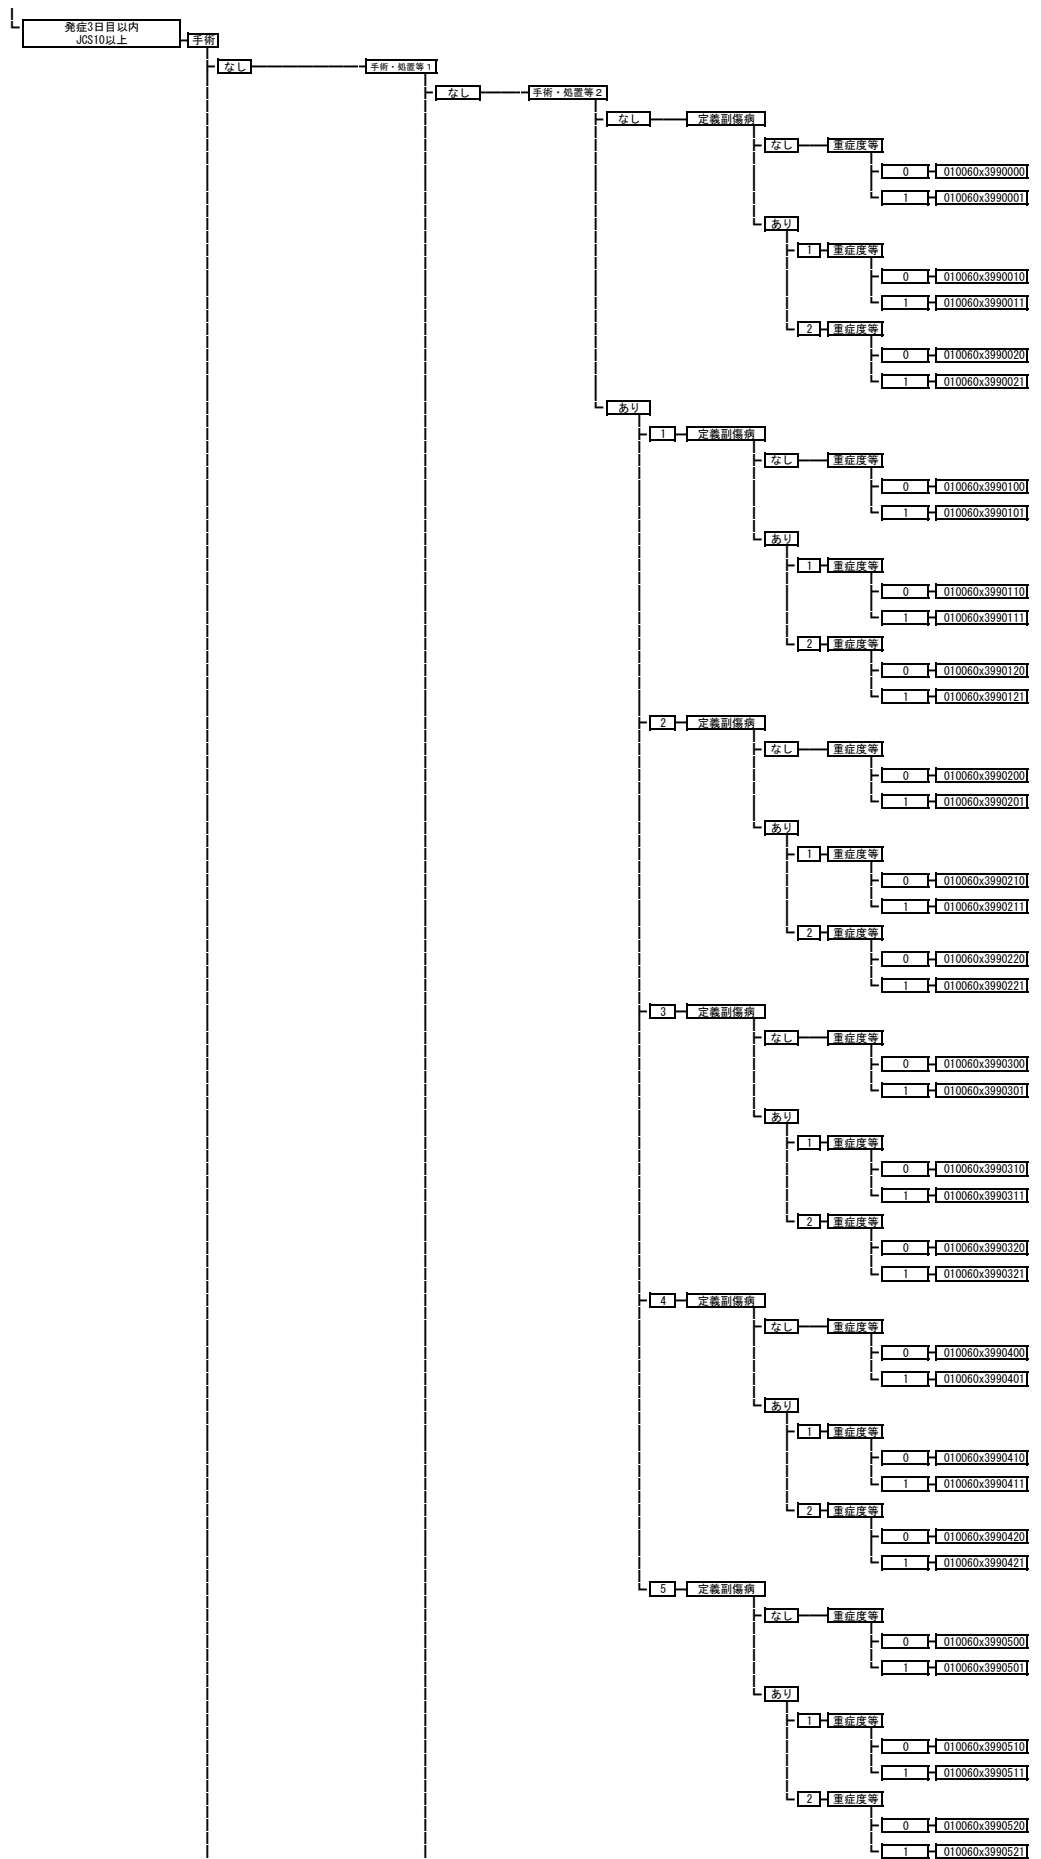 発症3日目以内
JCS10以上
手術
なし 手術・処置等１
なし 手術・処置等２
なし 定義副傷病
なし 重症度等
0 010060x3990000
1 010060x3990001
あり
1 重症度等
0 010060x3990010
1 010060x3990011
2 重症度等
0 010060x3990020
1 010060x3990021
あり
1 定義副傷病
なし 重症度等
0 010060x3990100
1 010060x3990101
あり
1 重症度等
0 010060x3990110
1 010060x3990111
2 重症度等
0 010060x3990120
1 010060x3990121
2 定義副傷病
なし 重症度等
0 010060x3990200
1 010060x3990201
あり
1 重症度等
0 010060x3990210
1 010060x3990211
2 重症度等
0 010060x3990220
1 010060x3990221
3 定義副傷病
なし 重症度等
0 010060x3990300
1 010060x3990301
あり
1 重症度等
0 010060x3990310
1 010060x3990311
2 重症度等
0 010060x3990320
1 010060x3990321
4 定義副傷病
なし 重症度等
0 010060x3990400
1 010060x3990401
あり
1 重症度等
0 010060x3990410
1 010060x3990411
2 重症度等
0 010060x3990420
1 010060x3990421
5 定義副傷病
なし 重症度等
0 010060x3990500
1 010060x3990501
あり
1 重症度等
0 010060x3990510
1 010060x3990511
2 重症度等
0 010060x3990520
1 010060x3990521